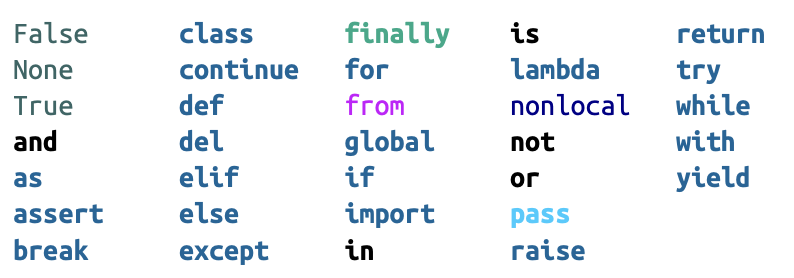 False class finally is return
None continue for lambda try
True def from nonlocal while
and del global not with
as elif if or yield
assert else import pass
break except in raise